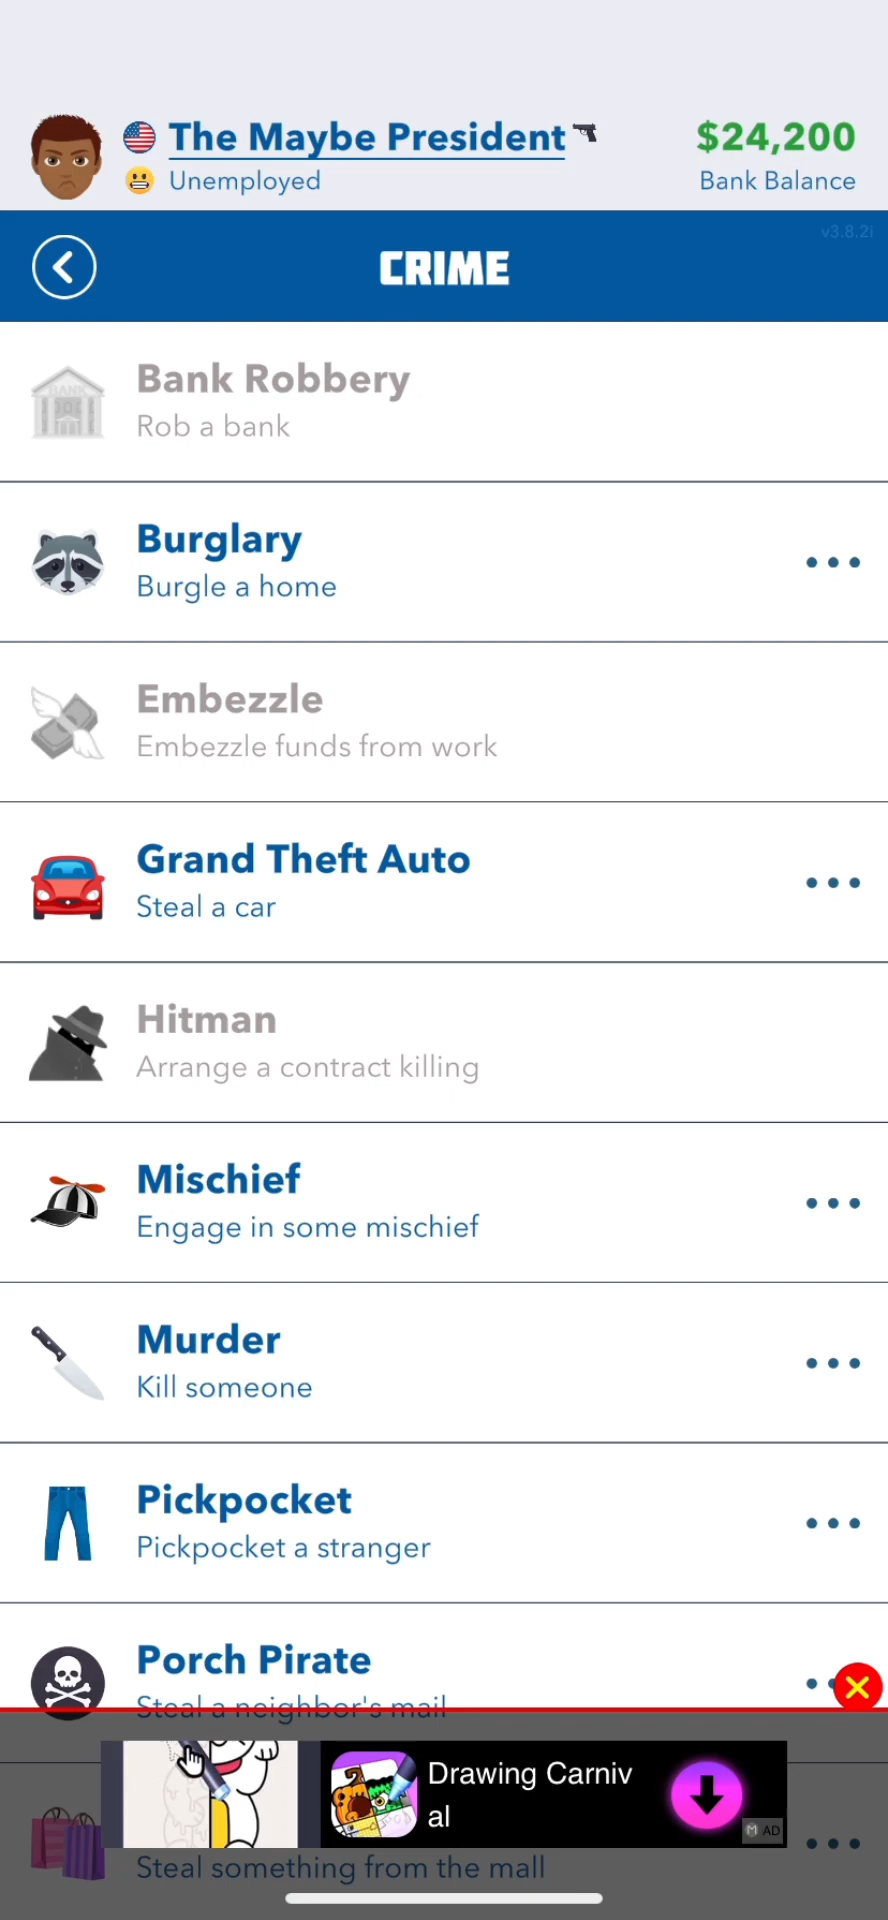 The Maybe President
$24,200
Unemployed
Bank Balance
v3.8.2i
CRIME
BANK
Bank Robbery
Rob a bank
Burglary
Burgle a home
Embezzle
Embezzle funds from work
Grand Theft Auto
Steal a car
Hitman
Arrange a contract killing
Mischief
Engage in some mischief
Murder
Kill someone
Pickpocket
Pickpocket a stranger
Porch Pirate
Steal a neighbor's mail
Drawing Carniv
al
AD
Steal something from the mall